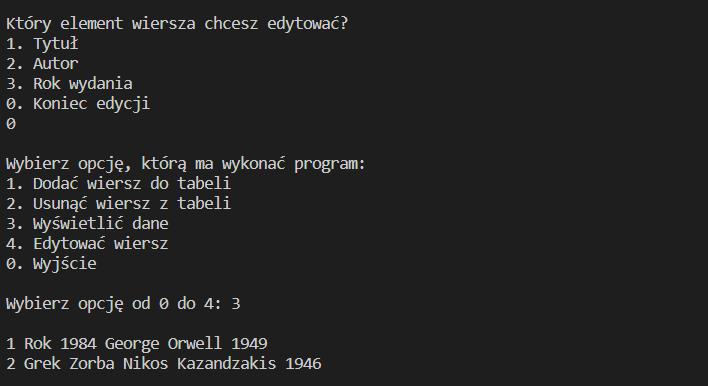 Który element wiersza chcesz edytować?
1. Tytuł
2. Autor
3. Rok wydania
0. Koniec edycji
0
Wybierz opcję, którą ma wykonać program:
1. Dodać wiersz do tabeli
2. Usunąć wiersz z tabeli
3. Wyświetlić dane
4. Edytować wiersz
0. Wyjście
Wybierz opcję od 0 do 4: 3
1 Rok 1984 George Orwell 1949
2 Grek Zorba Nikos Kazandzakis 1946